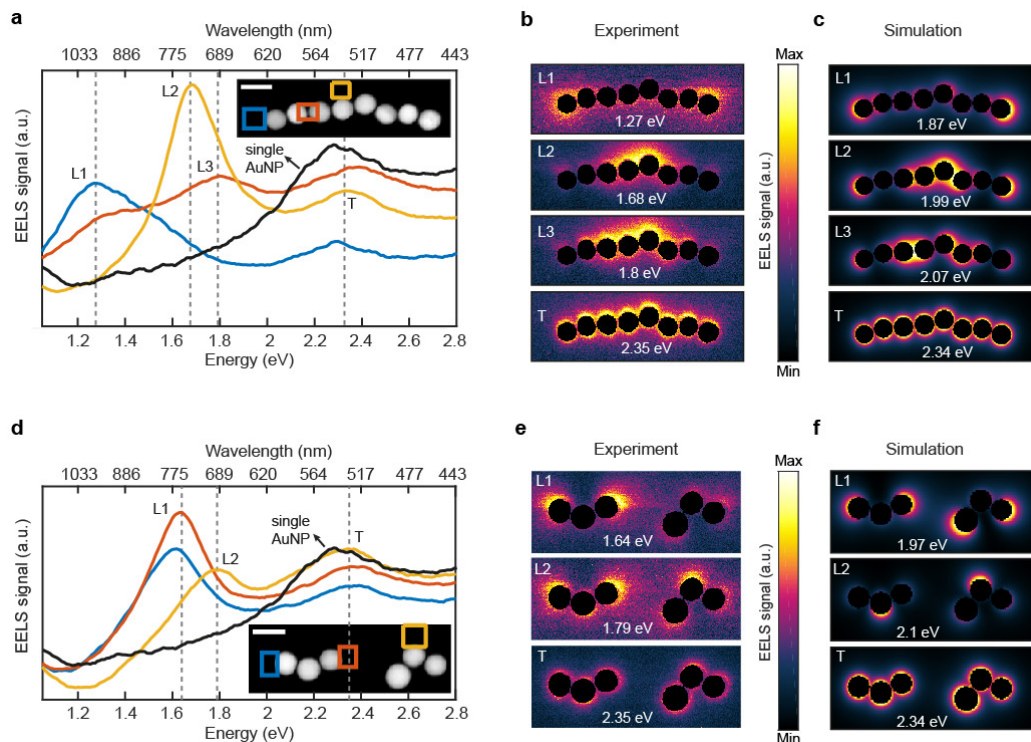 a
Wavelength (nm)
1033 886 775 689 620 564 517 477 443
EELS signal (a.u.)
L1
L2
L3
single
AuNP
T
1.2 1.4 1.6 1.8 2 2.2 2.4 2.6 2.8
Energy (eV)
b
Experiment
L1
1.27 eV
L2
1.68 eV
L3
1.8 eV
T
2.35 eV
Max
EELS signal (a.u.)
Min
c
Simulation
L1
1.87 eV
L2
1.99 eV
L3
2.07 eV
T
2.34 eV
d
Wavelength (nm)
1033 886 775 689 620 564 517 477 443
EELS signal (a.u.)
L1
L2
single
AuNP
T
1.2 1.4 1.6 1.8 2 2.2 2.4 2.6 2.8
Energy (eV)
e
Experiment
L1
1.64 eV
L2
1.79 eV
T
2.35 eV
Max
EELS signal (a.u.)
Min
f
Simulation
L1
1.97 eV
L2
2.1 eV
T
2.34 eV